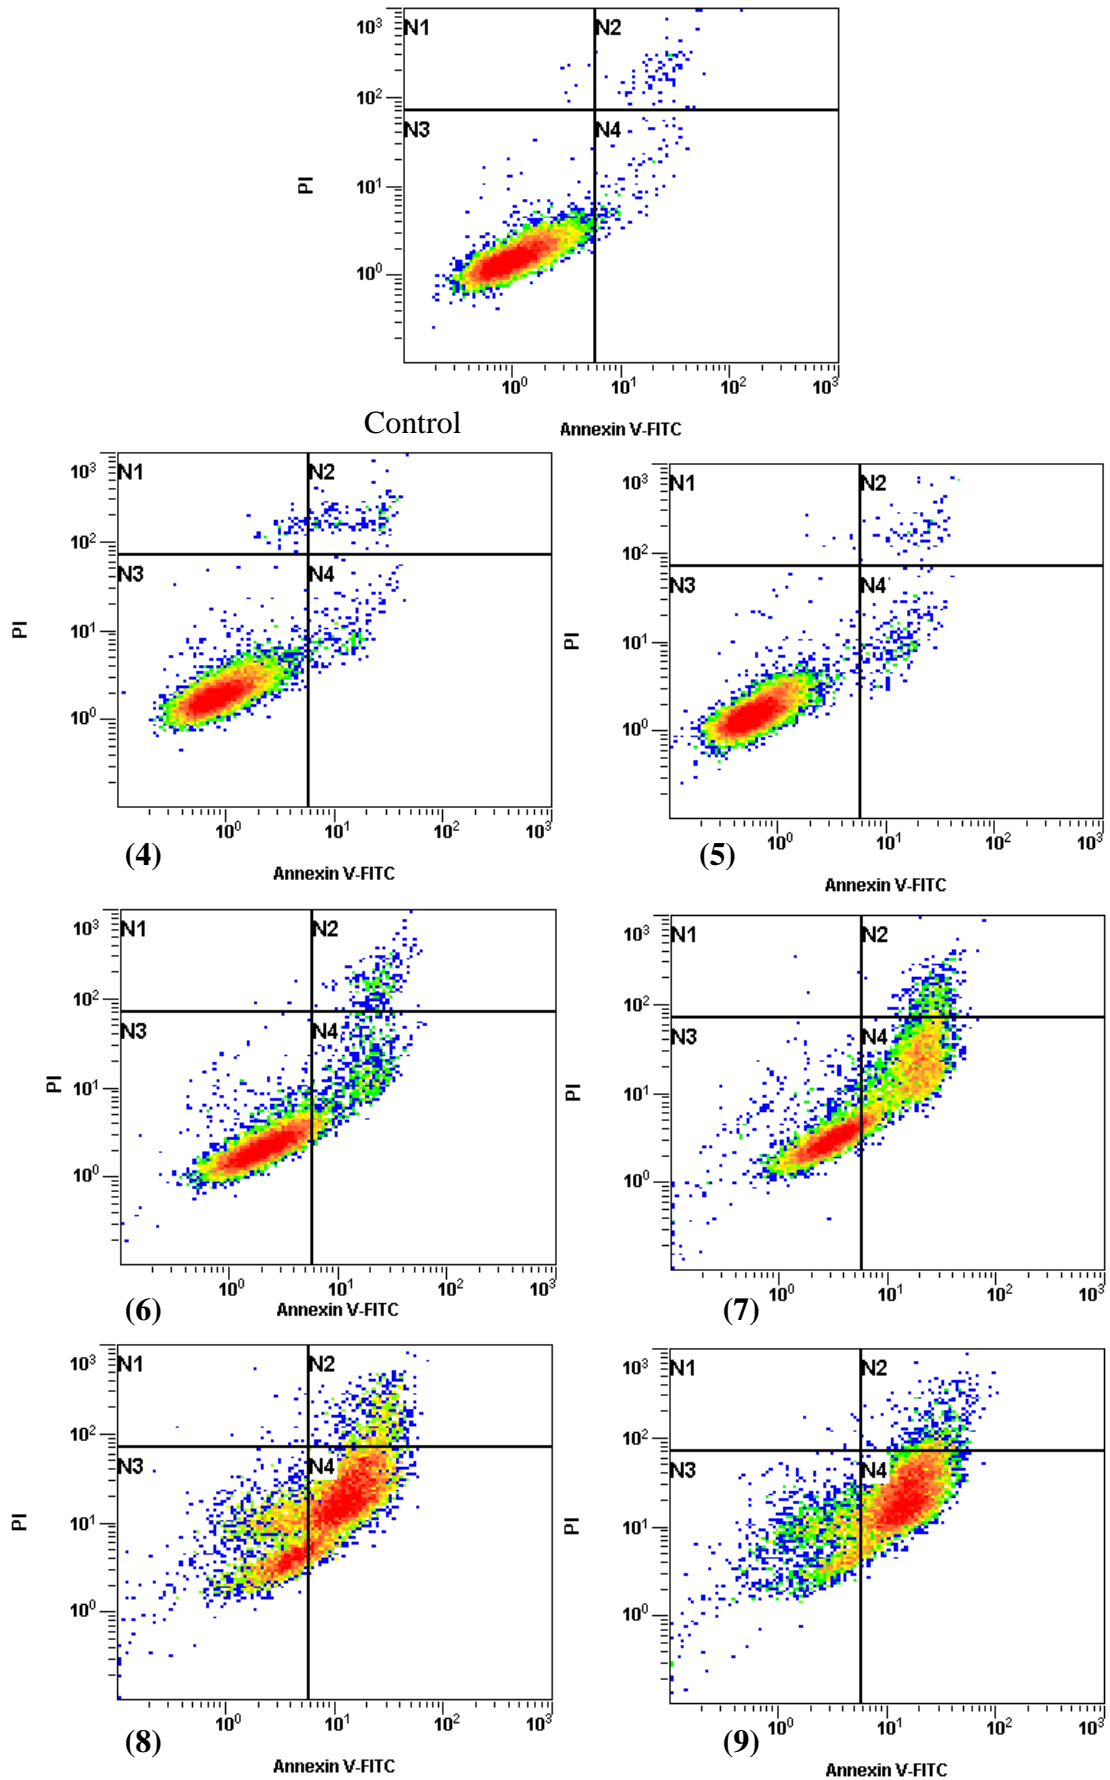 10³ N1 N2
10²
N3 N4
PI
10¹
10⁰
10⁰ 10¹ 10² 10³
Control
Annexin V-FITC
10³ N1 N2
10²
N3 N4
PI
10¹
10⁰
10⁰ 10¹ 10² 10³
(4)
Annexin V-FITC
10³ N1 N2
10²
N3 N4
PI
10¹
10⁰
10⁰ 10¹ 10² 10³
(5)
Annexin V-FITC
10³ N1 N2
10²
N3 N4
PI
10¹
10⁰
10⁰ 10¹ 10² 10³
(6)
Annexin V-FITC
10³ N1 N2
10²
N3 N4
PI
10¹
10⁰
10⁰ 10¹ 10² 10³
(7)
Annexin V-FITC
10³ N1 N2
10²
N3 N4
PI
10¹
10⁰
10⁰ 10¹ 10² 10³
(8)
Annexin V-FITC
10³ N1 N2
10²
N3 N4
PI
10¹
10⁰
10⁰ 10¹ 10² 10³
(9)
Annexin V-FITC